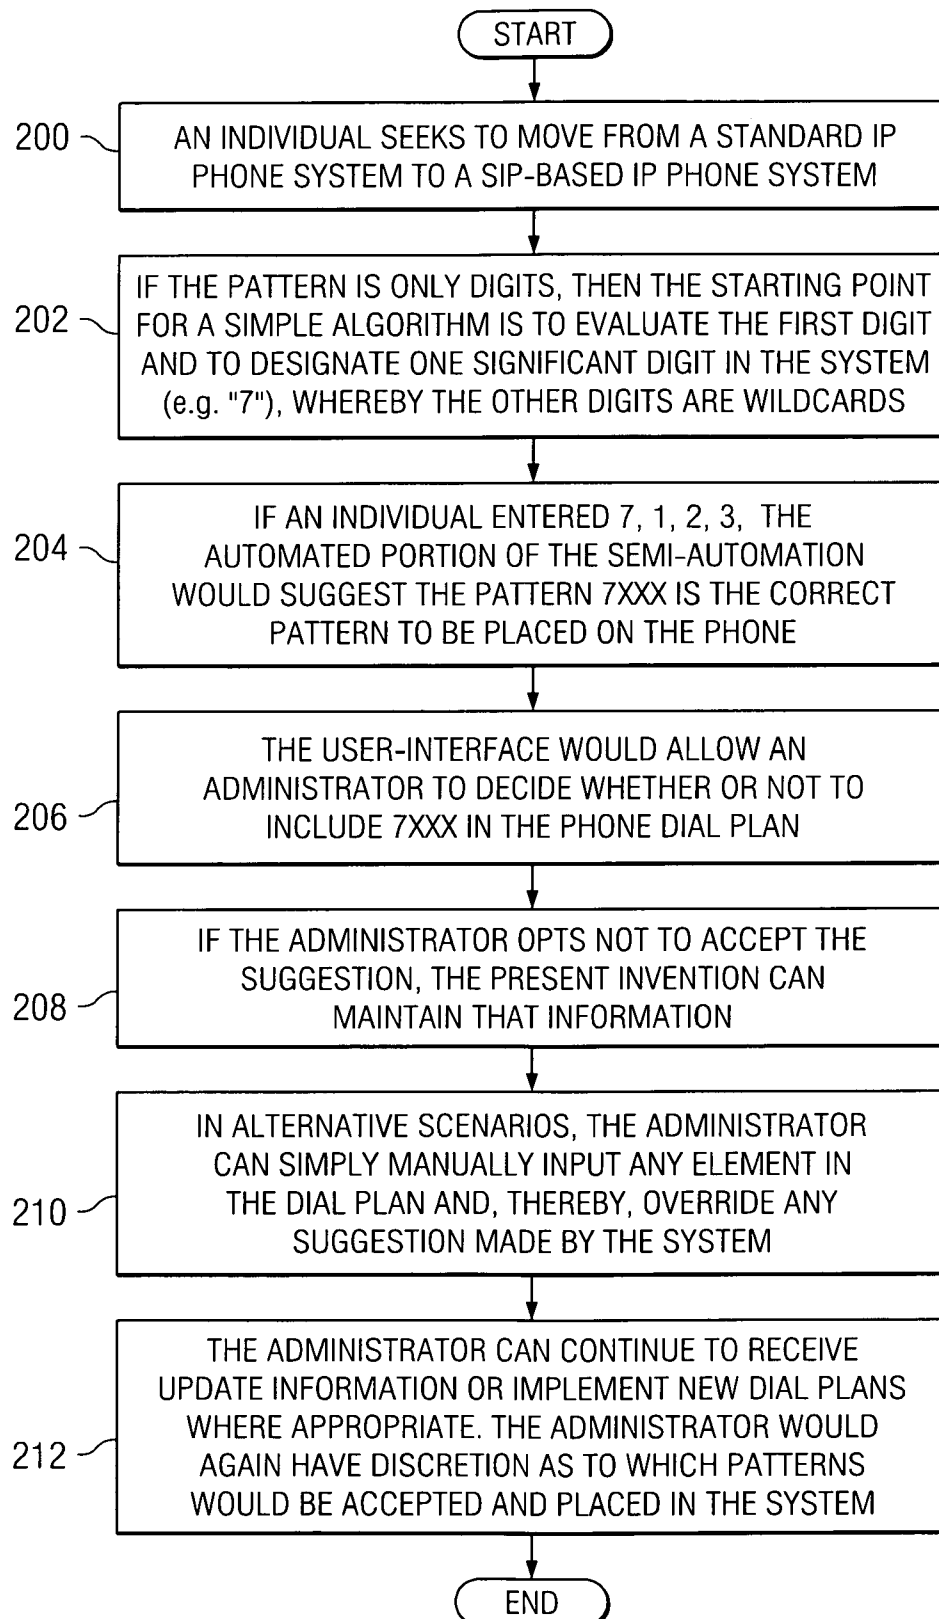 START
200
AN INDIVIDUAL SEEKS TO MOVE FROM A STANDARD IP
PHONE SYSTEM TO A SIP-BASED IP PHONE SYSTEM
202
IF THE PATTERN IS ONLY DIGITS, THEN THE STARTING POINT
FOR A SIMPLE ALGORITHM IS TO EVALUATE THE FIRST DIGIT
AND TO DESIGNATE ONE SIGNIFICANT DIGIT IN THE SYSTEM
(e.g. "7"), WHEREBY THE OTHER DIGITS ARE WILDCARDS
204
IF AN INDIVIDUAL ENTERED 7, 1, 2, 3, THE
AUTOMATED PORTION OF THE SEMI-AUTOMATION
WOULD SUGGEST THE PATTERN 7XXX IS THE CORRECT
PATTERN TO BE PLACED ON THE PHONE
206
THE USER-INTERFACE WOULD ALLOW AN
ADMINISTRATOR TO DECIDE WHETHER OR NOT TO
INCLUDE 7XXX IN THE PHONE DIAL PLAN
208
IF THE ADMINISTRATOR OPTS NOT TO ACCEPT THE
SUGGESTION, THE PRESENT INVENTION CAN
MAINTAIN THAT INFORMATION
210
IN ALTERNATIVE SCENARIOS, THE ADMINISTRATOR
CAN SIMPLY MANUALLY INPUT ANY ELEMENT IN
THE DIAL PLAN AND, THEREBY, OVERRIDE ANY
SUGGESTION MADE BY THE SYSTEM
212
THE ADMINISTRATOR CAN CONTINUE TO RECEIVE
UPDATE INFORMATION OR IMPLEMENT NEW DIAL PLANS
WHERE APPROPRIATE. THE ADMINISTRATOR WOULD
AGAIN HAVE DISCRETION AS TO WHICH PATTERNS
WOULD BE ACCEPTED AND PLACED IN THE SYSTEM
END